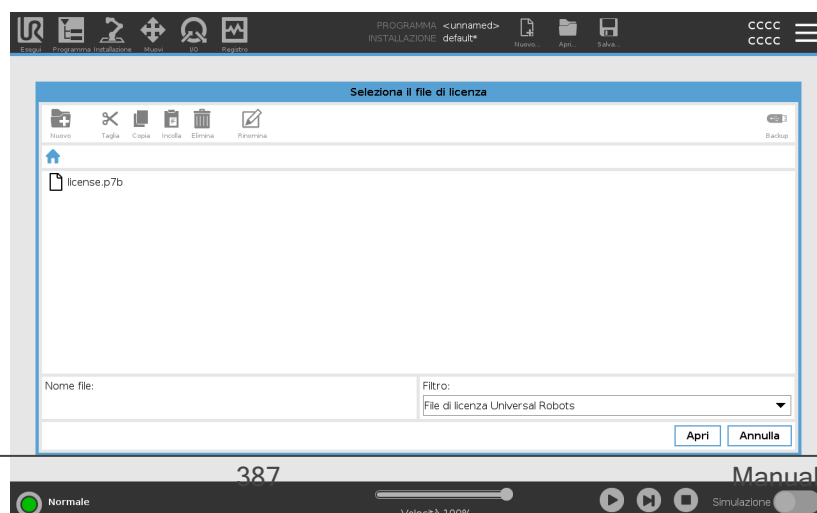 PROGRAMMA <unnamed>
INSTALLAZIONE default*
cccc
cccc
Esegui Programma Installazione Muovi I/O Registro Nuovo... Apri... Salva...
Seleziona il file di licenza
Nuovo Taglia Copia Incolla Elimina Rinomina Backup
license.p7b
Nome file: Filtro:
File di licenza Universal Robots
Apri Annulla
387 Manual
Normale Simulazione
Velocità 100%